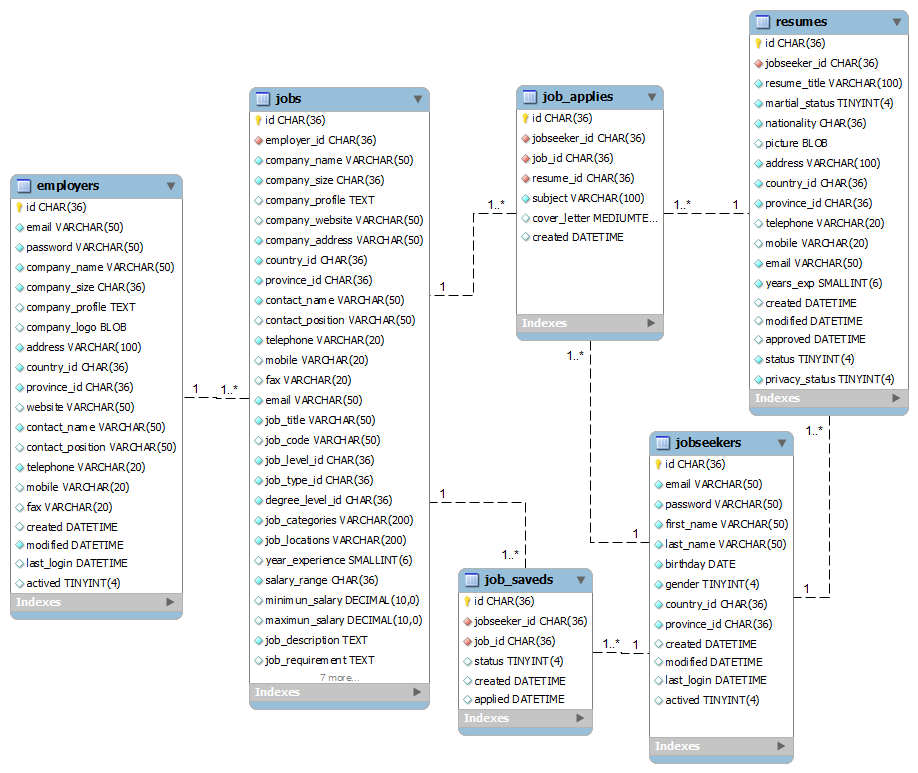 employers
id CHAR(36)
email VARCHAR(50)
password VARCHAR(50)
company_name VARCHAR(50)
company_size CHAR(36)
company_profile TEXT
company_logo BLOB
address VARCHAR(100)
country_id CHAR(36)
province_id CHAR(36)
website VARCHAR(50)
contact_name VARCHAR(50)
contact_position VARCHAR(50)
telephone VARCHAR(20)
mobile VARCHAR(20)
fax VARCHAR(20)
created DATETIME
modified DATETIME
last_login DATETIME
actived TINYINT(4)
Indexes
1
1..*
jobs
id CHAR(36)
employer_id CHAR(36)
company_name VARCHAR(50)
company_size CHAR(36)
company_profile TEXT
company_website VARCHAR(50)
company_address VARCHAR(50)
country_id CHAR(36)
province_id CHAR(36)
contact_name VARCHAR(50)
contact_position VARCHAR(50)
telephone VARCHAR(20)
mobile VARCHAR(20)
fax VARCHAR(20)
email VARCHAR(50)
job_title VARCHAR(50)
job_code VARCHAR(50)
job_level_id CHAR(36)
job_type_id CHAR(36)
degree_level_id CHAR(36)
job_categories VARCHAR(200)
job_locations VARCHAR(200)
year_experience SMALLINT(6)
salary_range CHAR(36)
minimun_salary DECIMAL(10,0)
maximun_salary DECIMAL(10,0)
job_description TEXT
job_requirement TEXT
7 more...
Indexes
1
1..*
1
1..*
job_applies
id CHAR(36)
jobseeker_id CHAR(36)
job_id CHAR(36)
resume_id CHAR(36)
subject VARCHAR(100)
cover_letter MEDIUMTE...
created DATETIME
Indexes
1..*
1
1..*
1
job_saveds
id CHAR(36)
jobseeker_id CHAR(36)
job_id CHAR(36)
status TINYINT(4)
created DATETIME
applied DATETIME
Indexes
1..*
1
resumes
id CHAR(36)
jobseeker_id CHAR(36)
resume_title VARCHAR(100)
martial_status TINYINT(4)
nationality CHAR(36)
picture BLOB
address VARCHAR(100)
country_id CHAR(36)
province_id CHAR(36)
telephone VARCHAR(20)
mobile VARCHAR(20)
email VARCHAR(50)
years_exp SMALLINT(6)
created DATETIME
modified DATETIME
approved DATETIME
status TINYINT(4)
privacy_status TINYINT(4)
Indexes
1..*
1
jobseekers
id CHAR(36)
email VARCHAR(50)
password VARCHAR(50)
first_name VARCHAR(50)
last_name VARCHAR(50)
birthday DATE
gender TINYINT(4)
country_id CHAR(36)
province_id CHAR(36)
created DATETIME
modified DATETIME
last_login DATETIME
actived TINYINT(4)
Indexes